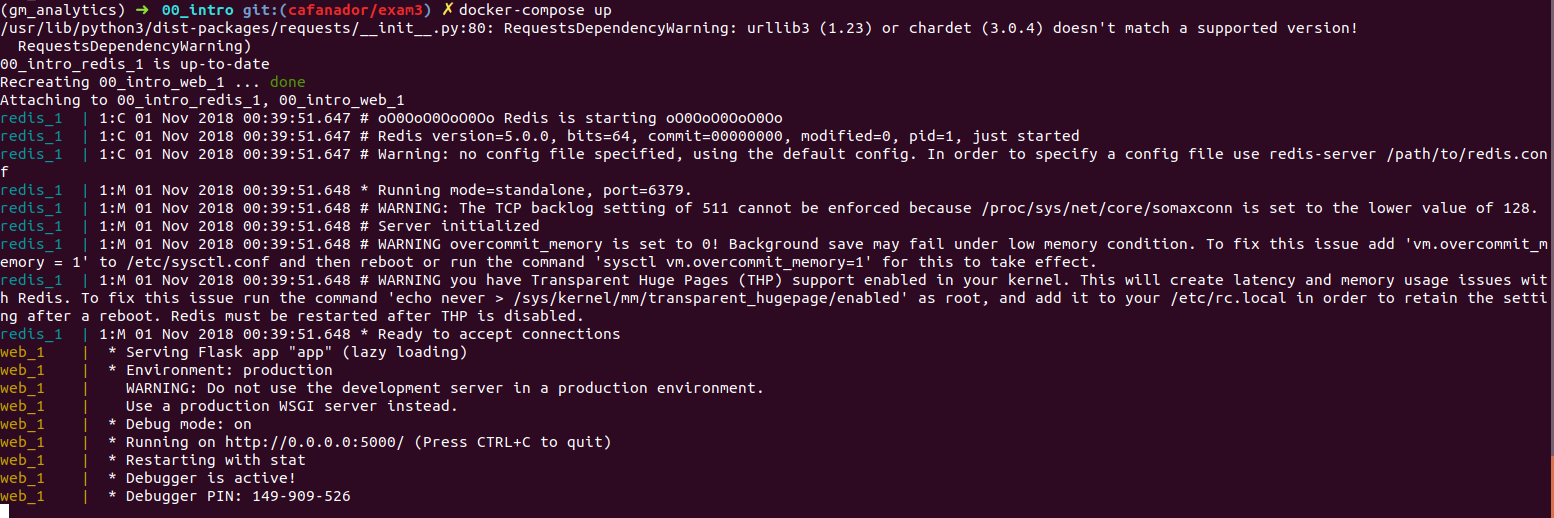 (gm_analytics) ➜  00_intro git:(cafanador/exam3) ✗ docker-compose up
/usr/lib/python3/dist-packages/requests/__init__.py:80: RequestsDependencyWarning: urllib3 (1.23) or chardet (3.0.4) doesn't match a supported version!
  RequestsDependencyWarning)
00_intro_redis_1 is up-to-date
Recreating 00_intro_web_1 ... done
Attaching to 00_intro_redis_1, 00_intro_web_1
redis_1  | 1:C 01 Nov 2018 00:39:51.647 # oO0OoO0OoO0Oo Redis is starting oO0OoO0OoO0Oo
redis_1  | 1:C 01 Nov 2018 00:39:51.647 # Redis version=5.0.0, bits=64, commit=00000000, modified=0, pid=1, just started
redis_1  | 1:C 01 Nov 2018 00:39:51.647 # Warning: no config file specified, using the default config. In order to specify a config file use redis-server /path/to/redis.con
f
redis_1  | 1:M 01 Nov 2018 00:39:51.648 * Running mode=standalone, port=6379.
redis_1  | 1:M 01 Nov 2018 00:39:51.648 # WARNING: The TCP backlog setting of 511 cannot be enforced because /proc/sys/net/core/somaxconn is set to the lower value of 128.
redis_1  | 1:M 01 Nov 2018 00:39:51.648 # Server initialized
redis_1  | 1:M 01 Nov 2018 00:39:51.648 # WARNING overcommit_memory is set to 0! Background save may fail under low memory condition. To fix this issue add 'vm.overcommit_m
emory = 1' to /etc/sysctl.conf and then reboot or run the command 'sysctl vm.overcommit_memory=1' for this to take effect.
redis_1  | 1:M 01 Nov 2018 00:39:51.648 # WARNING you have Transparent Huge Pages (THP) support enabled in your kernel. This will create latency and memory usage issues wit
h Redis. To fix this issue run the command 'echo never > /sys/kernel/mm/transparent_hugepage/enabled' as root, and add it to your /etc/rc.local in order to retain the setti
ng after a reboot. Redis must be restarted after THP is disabled.
redis_1  | 1:M 01 Nov 2018 00:39:51.648 * Ready to accept connections
web_1    |  * Serving Flask app "app" (lazy loading)
web_1    |  * Environment: production
web_1    |    WARNING: Do not use the development server in a production environment.
web_1    |    Use a production WSGI server instead.
web_1    |  * Debug mode: on
web_1    |  * Running on http://0.0.0.0:5000/ (Press CTRL+C to quit)
web_1    |  * Restarting with stat
web_1    |  * Debugger is active!
web_1    |  * Debugger PIN: 149-909-526